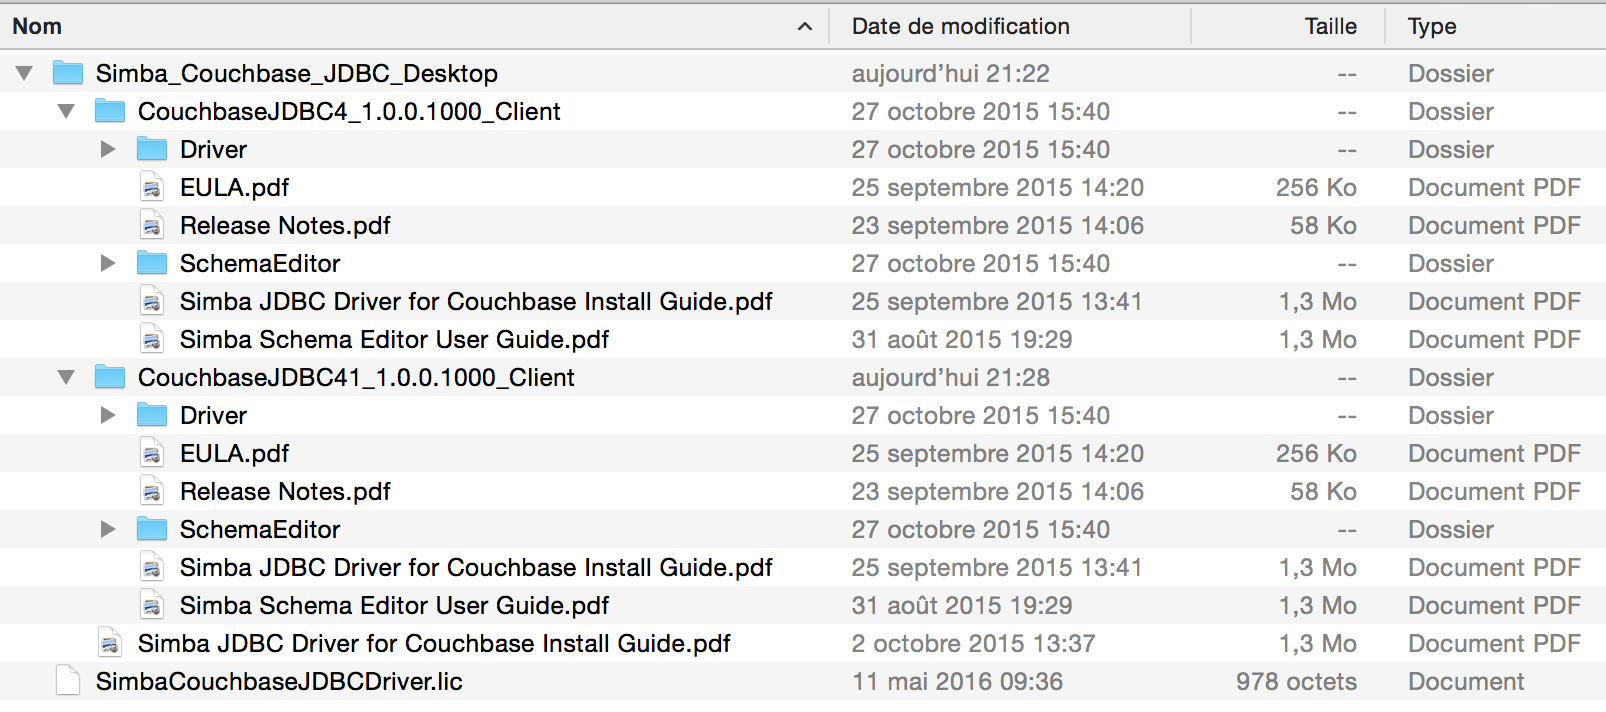 Nom Date de modification Taille Type
Simba_Couchbase_JDBC_Desktop aujourd’hui 21:22 -- Dossier
CouchbaseJDBC4_1.0.0.1000_Client 27 octobre 2015 15:40 -- Dossier
Driver 27 octobre 2015 15:40 -- Dossier
EULA.pdf 25 septembre 2015 14:20 256 Ko Document PDF
Release Notes.pdf 23 septembre 2015 14:06 58 Ko Document PDF
SchemaEditor 27 octobre 2015 15:40 -- Dossier
Simba JDBC Driver for Couchbase Install Guide.pdf 25 septembre 2015 13:41 1,3 Mo Document PDF
Simba Schema Editor User Guide.pdf 31 août 2015 19:29 1,3 Mo Document PDF
CouchbaseJDBC41_1.0.0.1000_Client aujourd’hui 21:28 -- Dossier
Driver 27 octobre 2015 15:40 -- Dossier
EULA.pdf 25 septembre 2015 14:20 256 Ko Document PDF
Release Notes.pdf 23 septembre 2015 14:06 58 Ko Document PDF
SchemaEditor 27 octobre 2015 15:40 -- Dossier
Simba JDBC Driver for Couchbase Install Guide.pdf 25 septembre 2015 13:41 1,3 Mo Document PDF
Simba Schema Editor User Guide.pdf 31 août 2015 19:29 1,3 Mo Document PDF
Simba JDBC Driver for Couchbase Install Guide.pdf 2 octobre 2015 13:37 1,3 Mo Document PDF
SimbaCouchbaseJDBCDriver.lic 11 mai 2016 09:36 978 octets Document